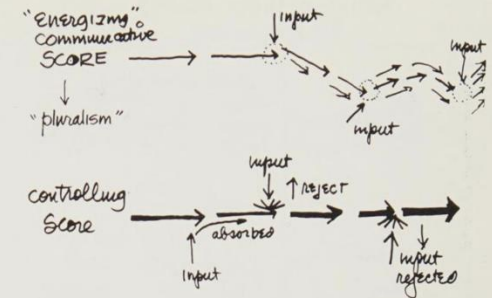 "ENERGIZING"
COMMUNICATIVE
SCORE
"pluralism"
input
input
input
controlling
Score
input
REJECT
absorbed
input
input
rejected